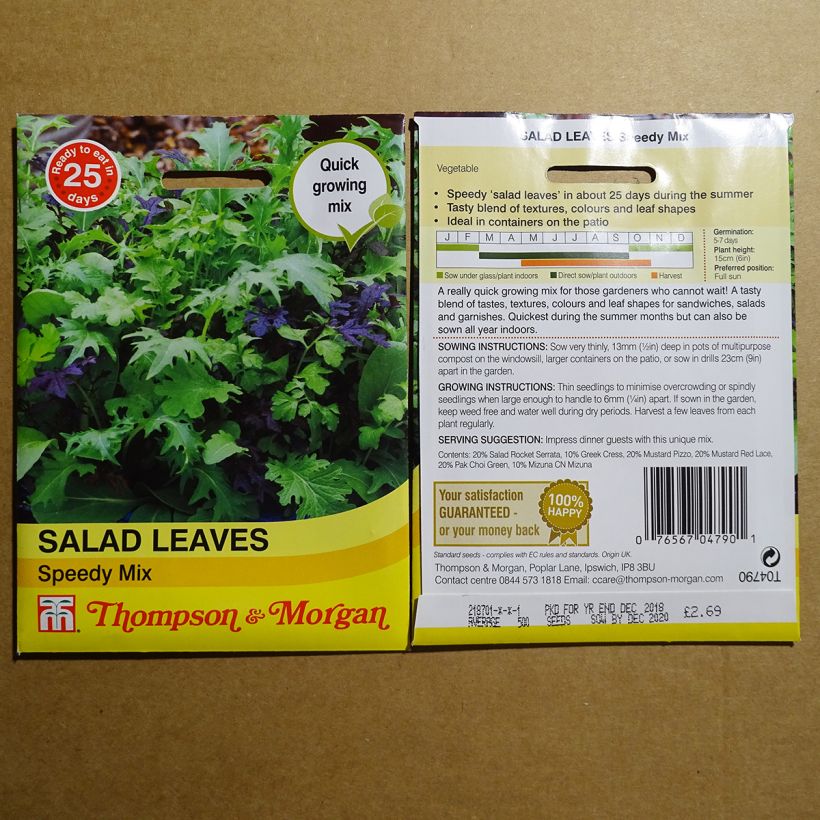 Ready to eat in
25
days
Quick
growing
mix
SALAD LEAVES
Speedy Mix
Thompson & Morgan
SALAD LEAVES Speedy Mix
Vegetable
• Speedy 'salad leaves' in about 25 days during the summer
• Tasty blend of textures, colours and leaf shapes
• Ideal in containers on the patio
J F M A M J J A S O N D
Sow under glass/plant indoors Direct sow/plant outdoors Harvest
Germination:
5-7 days
Plant height:
15cm (6in)
Preferred position:
Full sun
A really quick growing mix for those gardeners who cannot wait! A tasty
blend of tastes, textures, colours and leaf shapes for sandwiches, salads
and garnishes. Quickest during the summer months but can also be
sown all year indoors.
SOWING INSTRUCTIONS: Sow very thinly, 13mm (½in) deep in pots of multipurpose
compost on the windowsill, larger containers on the patio, or sow in drills 23cm (9in)
apart in the garden.
GROWING INSTRUCTIONS: Thin seedlings to minimise overcrowding or spindly
seedlings when large enough to handle to 6mm (¼in) apart. If sown in the garden,
keep weed free and water well during dry periods. Harvest a few leaves from each
plant regularly.
SERVING SUGGESTION: Impress dinner guests with this unique mix.
Contents: 20% Salad Rocket Serrata, 10% Greek Cress, 20% Mustard Pizzo, 20% Mustard Red Lace,
20% Pak Choi Green, 10% Mizuna CN Mizuna
Your satisfaction
GUARANTEED -
or your money back
100%
HAPPY
0 76567 04790 1
Standard seeds - complies with EC rules and standards. Origin UK.
Thompson & Morgan, Poplar Lane, Ipswich, IP8 3BU
Contact centre 0844 573 1818 Email: ccare@thompson-morgan.com
T04790
218701-X-X-1 PKD FOR YR END DEC 2018 £2.69
AVERAGE 500 SEEDS SOW BY DEC 2020